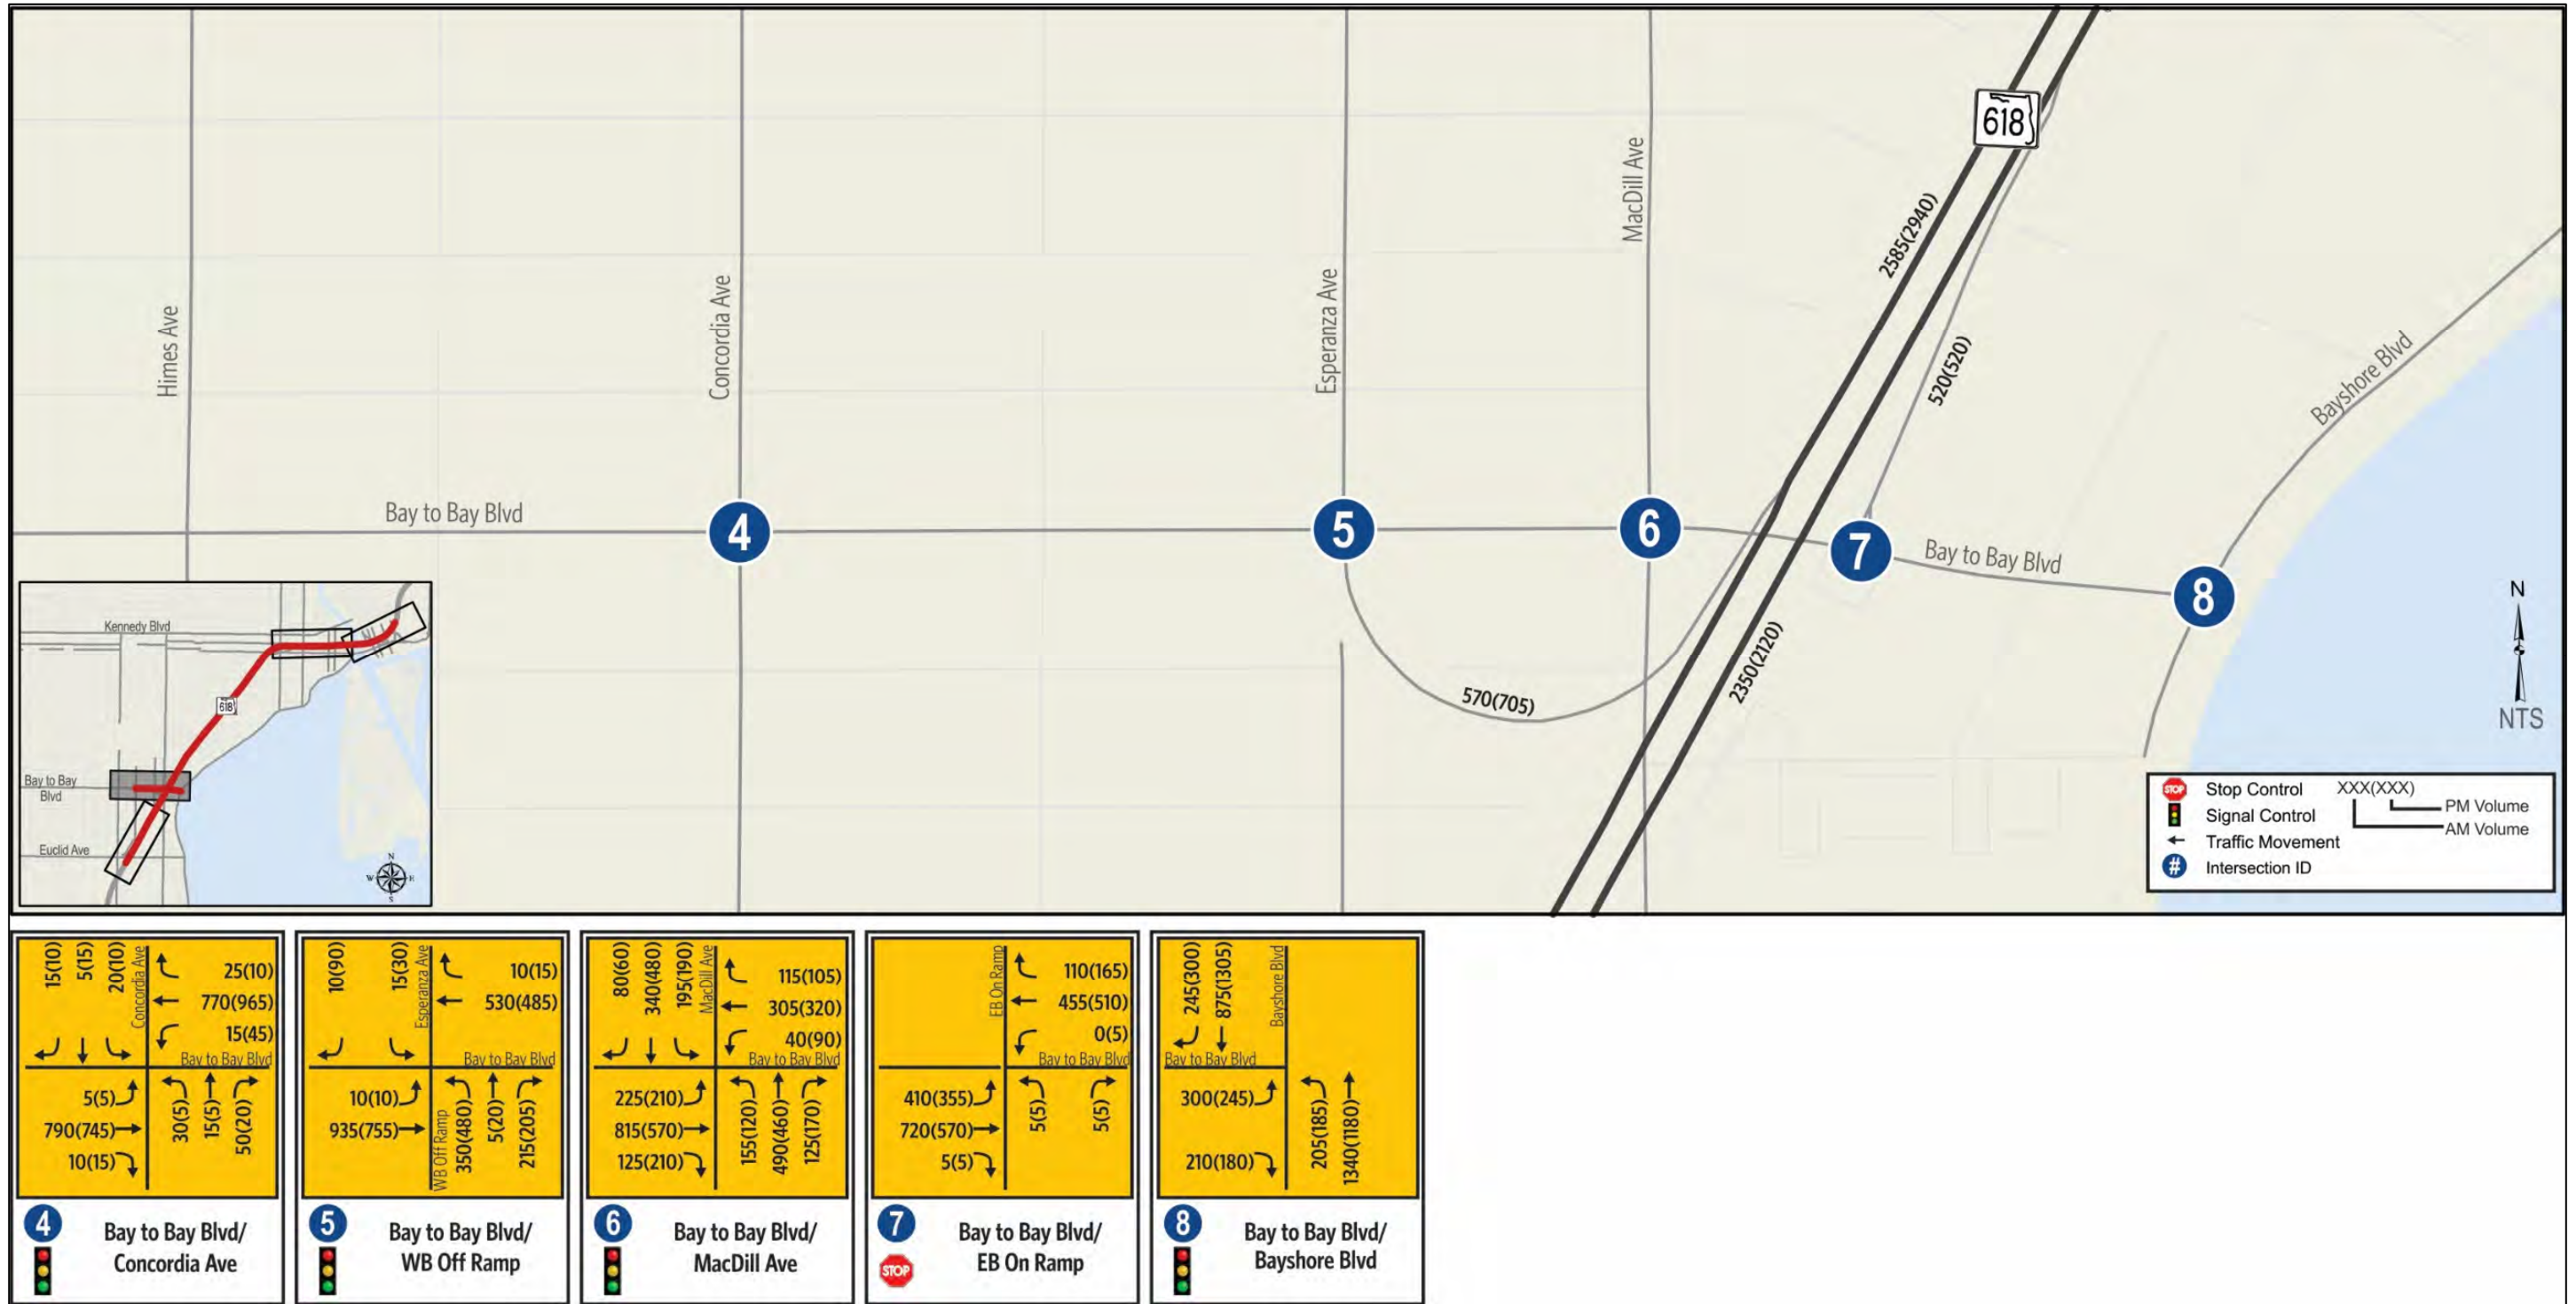 618
MacDill Ave
2585(2940)
Esperanza Ave
Concordia Ave
Himes Ave
520(520)
Bayshore Blvd
Bay to Bay Blvd
4
5
6
7
Bay to Bay Blvd
8
N
NTS
570(705)
2350(2120)
Kennedy Blvd
618
Bay to Bay
Blvd
Euclid Ave
N
W
E
S
STOP
Stop Control
Signal Control
Traffic Movement
#
Intersection ID
XXX(XXX)
PM Volume
AM Volume
15(10)
5(15)
20(10)
Concordia Ave
25(10)
770(965)
15(45)
Bay to Bay Blvd
5(5)
790(745)
10(15)
30(5)
15(5)
50(20)
4
Bay to Bay Blvd/
Concordia Ave
10(90)
15(30)
Esperanza Ave
10(15)
530(485)
Bay to Bay Blvd
10(10)
935(755)
WB Off Ramp
350(480)
5(20)
215(205)
5
Bay to Bay Blvd/
WB Off Ramp
80(60)
340(480)
195(190)
MacDill Ave
115(105)
305(320)
40(90)
Bay to Bay Blvd
225(210)
815(570)
125(210)
155(120)
490(460)
125(170)
6
Bay to Bay Blvd/
MacDill Ave
EB On Ramp
110(165)
455(510)
0(5)
Bay to Bay Blvd
410(355)
720(570)
5(5)
5(5)
5(5)
7
STOP
Bay to Bay Blvd/
EB On Ramp
245(300)
875(1305)
Bayshore Blvd
Bay to Bay Blvd
300(245)
210(180)
205(185)
1340(1180)
8
Bay to Bay Blvd/
Bayshore Blvd